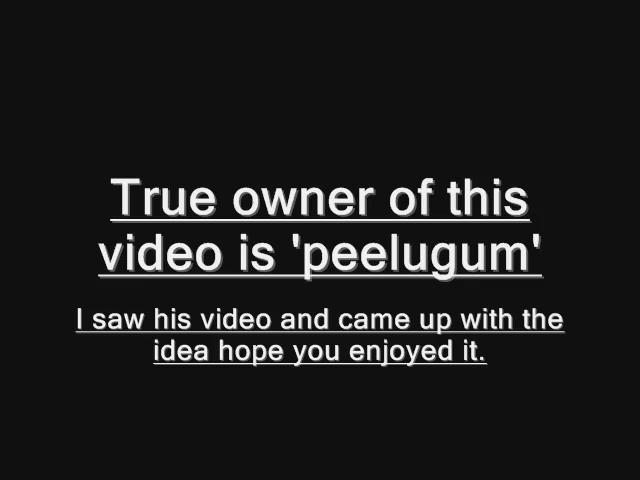 True owner of this
video is 'peelugum'
I saw his video and came up with the
idea hope you enjoyed it.